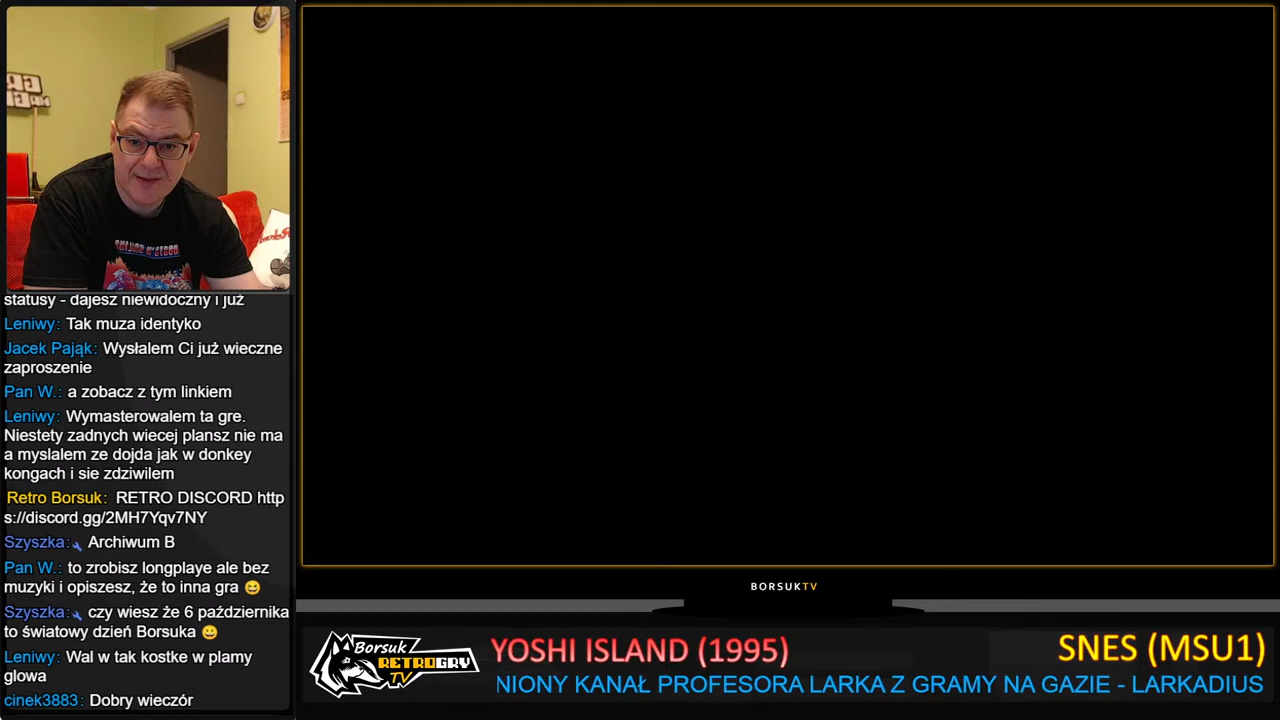 statusy - dajesz niewidoczny i już
Leniwy: Tak muza identyko
Jacek Pająk: Wysłalem Ci już wieczne
zaproszenie
Pan W.: a zobacz z tym linkiem
Leniwy: Wymasterowalem ta gre.
Niestety zadnych wiecej plansz nie ma
a myslalem ze dojda jak w donkey
kongach i sie zdziwilem
Retro Borsuk: RETRO DISCORD http
s://discord.gg/2MH7Yqv7NY
Szyszka: Archiwum B
Pan W.: to zrobisz longplaye ale bez
muzyki i opiszesz, że to inna gra 😆
Szyszka: czy wiesz że 6 października
to światowy dzień Borsuka 😀
Leniwy: Wal w tak kostke w plamy
glowa
cinek3883: Dobry wieczór
BORSUKTV
Borsuk
RETROGRY
TV
YOSHI ISLAND (1995)
SNES (MSU1)
NIONY KANAŁ PROFESORA LARKA Z GRAMY NA GAZIE - LARKADIUS